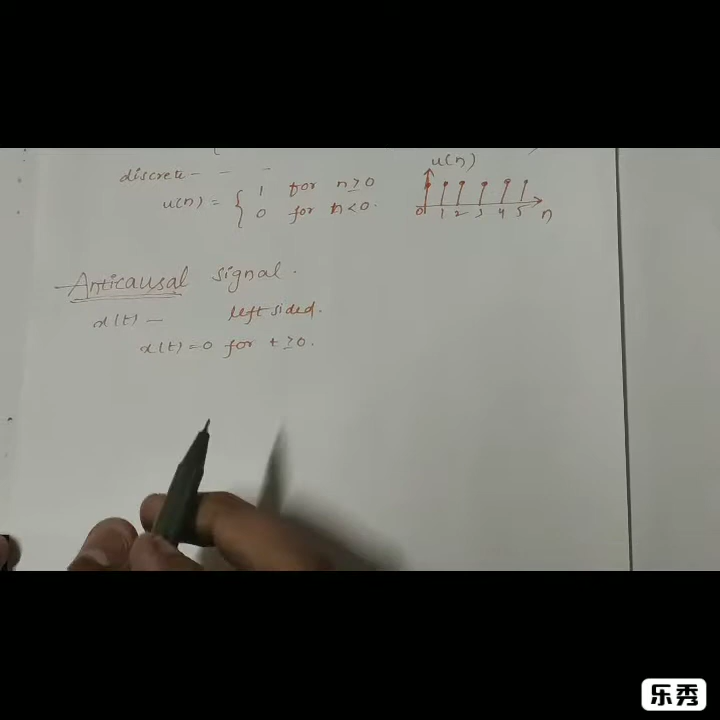 u(n)
discrete - - -
u(n) = { 1 for n ≥ 0
0 for n < 0.
0 1 2 3 4 5 n
Anticausal signal.
x(t) - left sided.
x(t) = 0 for t ≥ 0.
乐秀